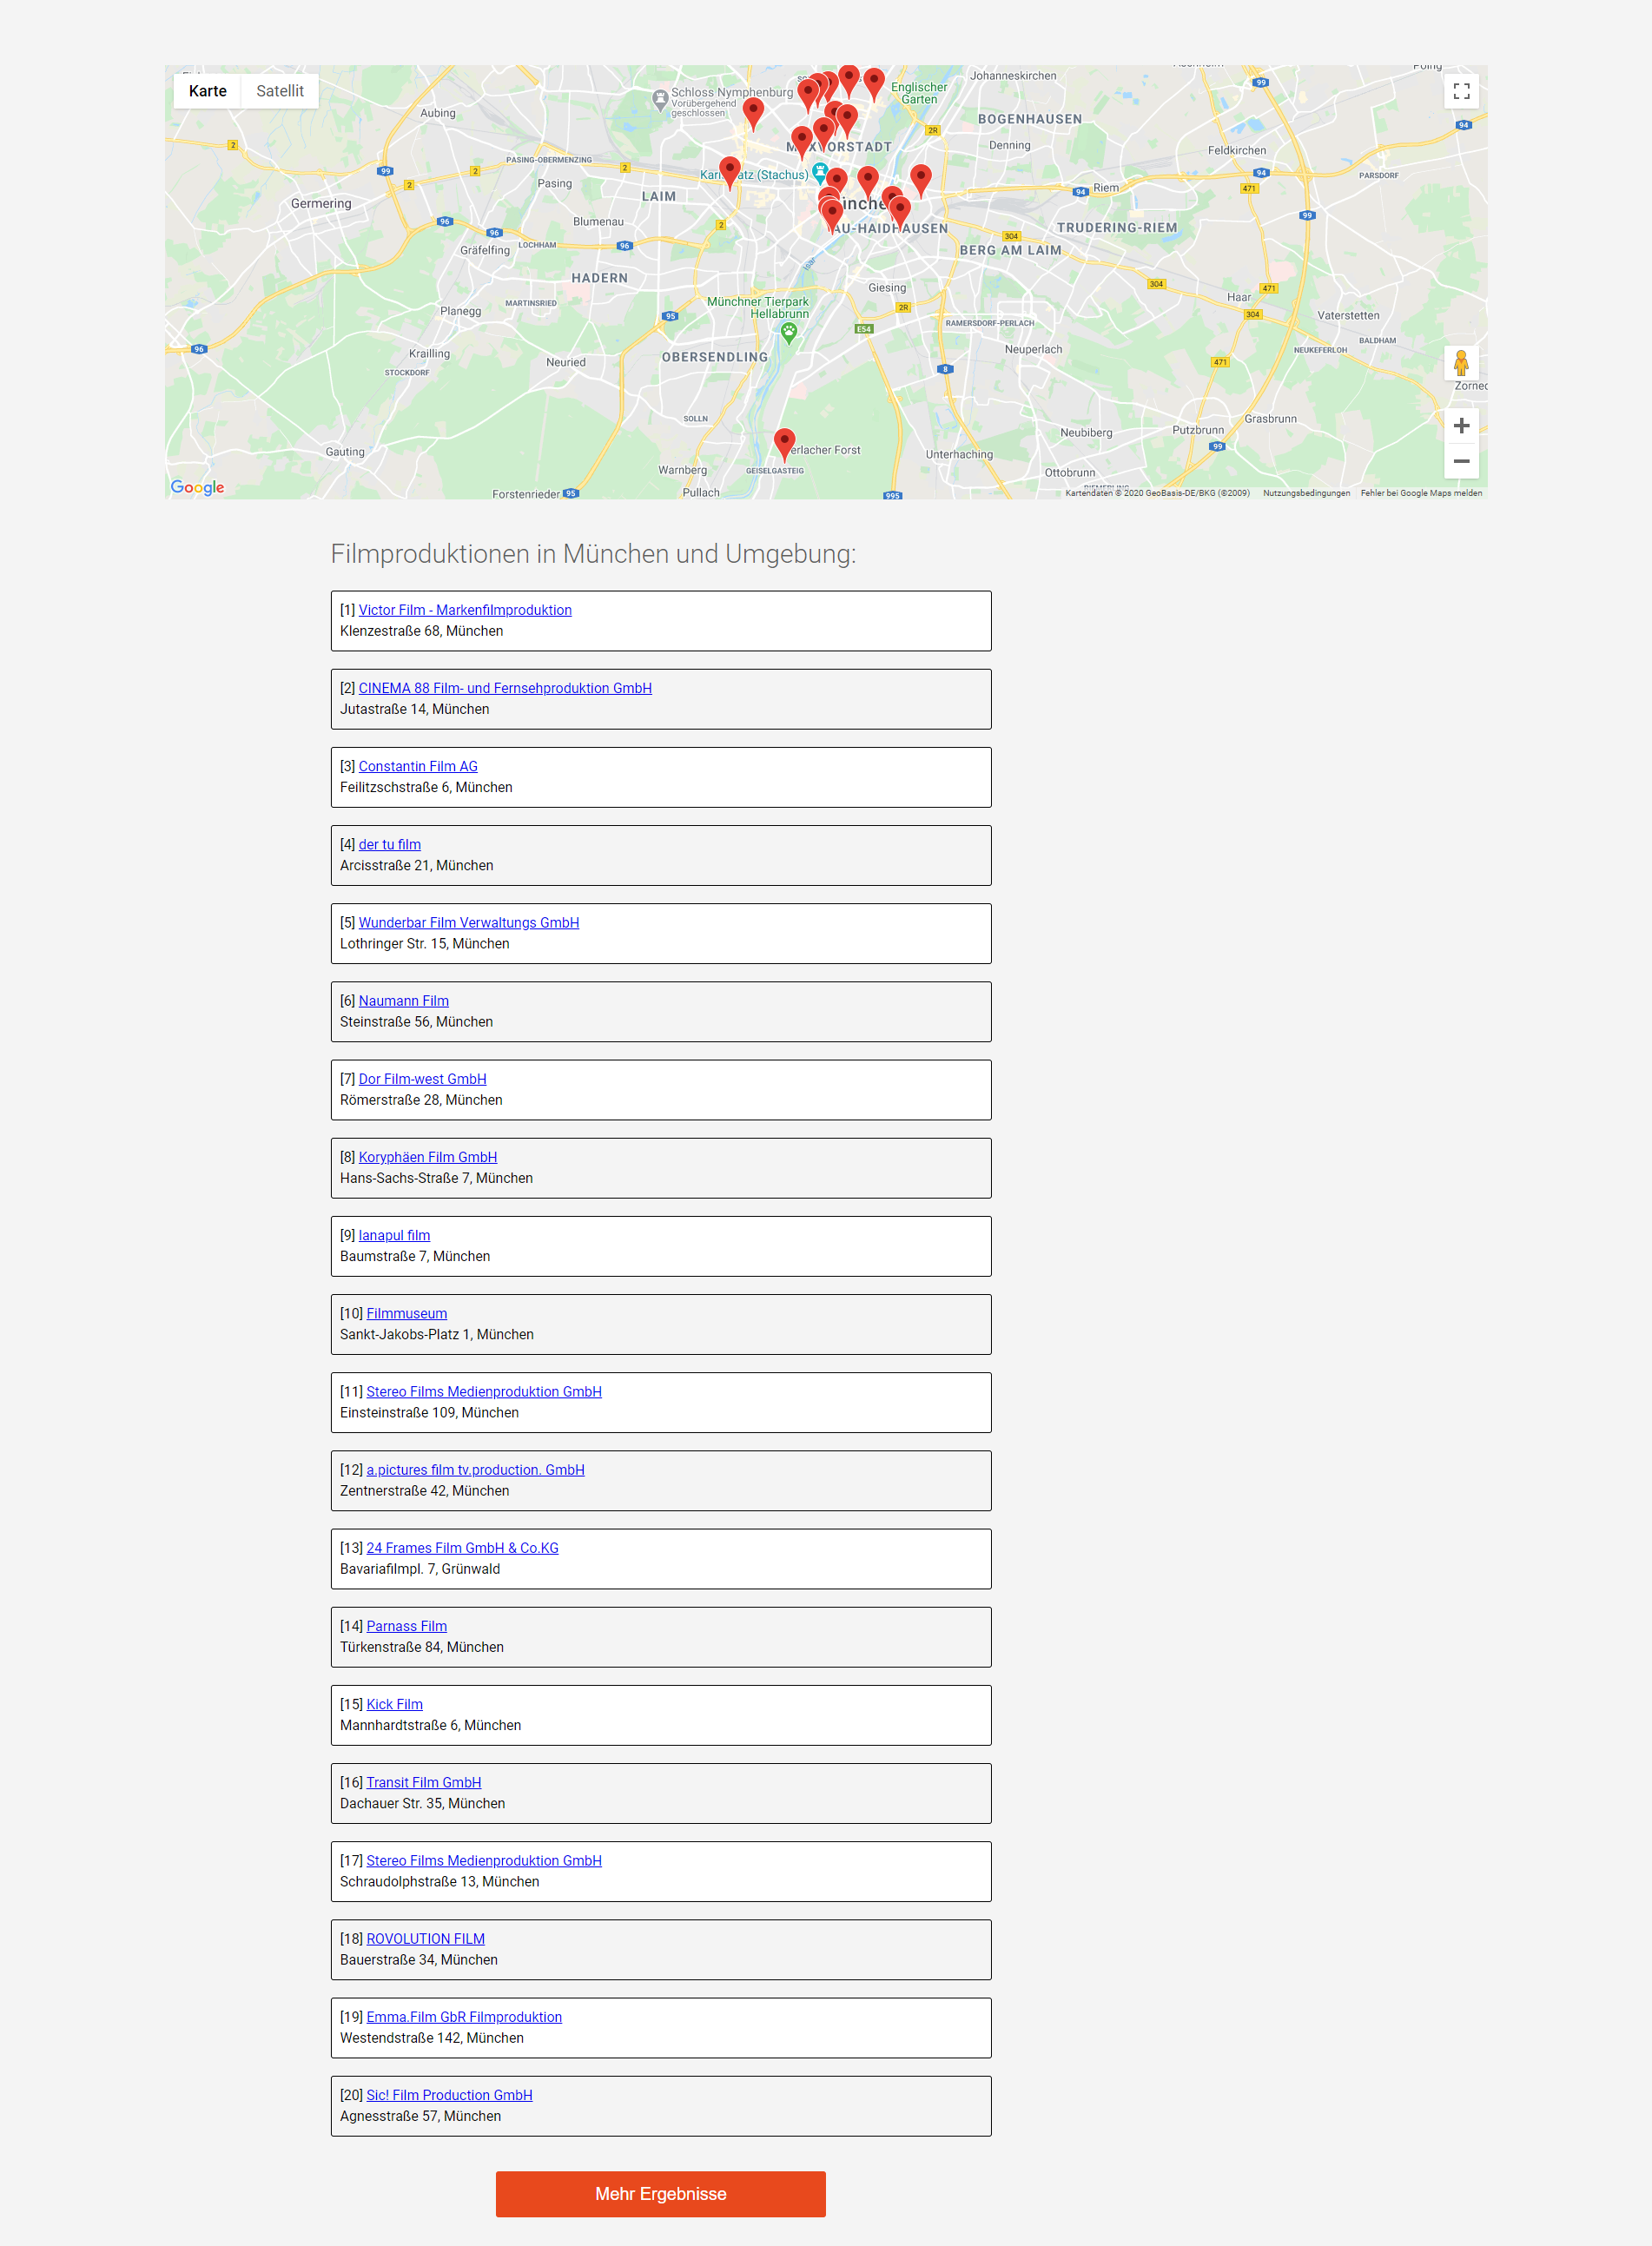 Karte
Satellit
Schloss Nymphenburg
Vorübergehend
geschlossen
Englischer
Garten
Johanneskirchen
Aubing
BOGENHAUSEN
Denning
Feldkirchen
PASING-OBERMENZING
Pasing
LAIM
PARSDORF
Riem
Germering
Blumenau
Gräfelfing
LOCHHAM
TRUDERING-RIEM
BERG AM LAIM
HADERN
MARTINSRIED
Planegg
Münchner Tierpark
Hellabrunn
Giesing
Haar
Vaterstetten
RAMERSDORF-PERLACH
BALDHAM
NEUKEFERLOH
Krailling
STOCKDORF
Neuried
OBERSENDLING
Neuperlach
Isar
SOLLN
Grasbrunn
Putzbrunn
Neubiberg
Gauting
Unterhaching
Warnberg
GEISELGASTEIG
Ottobrunn
Forstenrieder
Pullach
Google
Kartendaten © 2020 GeoBasis-DE/BKG (©2009) Nutzungsbedingungen Fehler bei Google Maps melden
Filmproduktionen in München und Umgebung:
[1] Victor Film - Markenfilmproduktion
Klenzestraße 68, München
[2] CINEMA 88 Film- und Fernsehproduktion GmbH
Jutastraße 14, München
[3] Constantin Film AG
Feilitzschstraße 6, München
[4] der tu film
Arcisstraße 21, München
[5] Wunderbar Film Verwaltungs GmbH
Lothringer Str. 15, München
[6] Naumann Film
Steinstraße 56, München
[7] Dor Film-west GmbH
Römerstraße 28, München
[8] Koryphäen Film GmbH
Hans-Sachs-Straße 7, München
[9] lanapul film
Baumstraße 7, München
[10] Filmmuseum
Sankt-Jakobs-Platz 1, München
[11] Stereo Films Medienproduktion GmbH
Einsteinstraße 109, München
[12] a.pictures film tv.production. GmbH
Zentnerstraße 42, München
[13] 24 Frames Film GmbH & Co.KG
Bavariafilmpl. 7, Grünwald
[14] Parnass Film
Türkenstraße 84, München
[15] Kick Film
Mannhardtstraße 6, München
[16] Transit Film GmbH
Dachauer Str. 35, München
[17] Stereo Films Medienproduktion GmbH
Schraudolphstraße 13, München
[18] ROVOLUTION FILM
Bauerstraße 34, München
[19] Emma.Film GbR Filmproduktion
Westendstraße 142, München
[20] Sic! Film Production GmbH
Agnesstraße 57, München
Mehr Ergebnisse